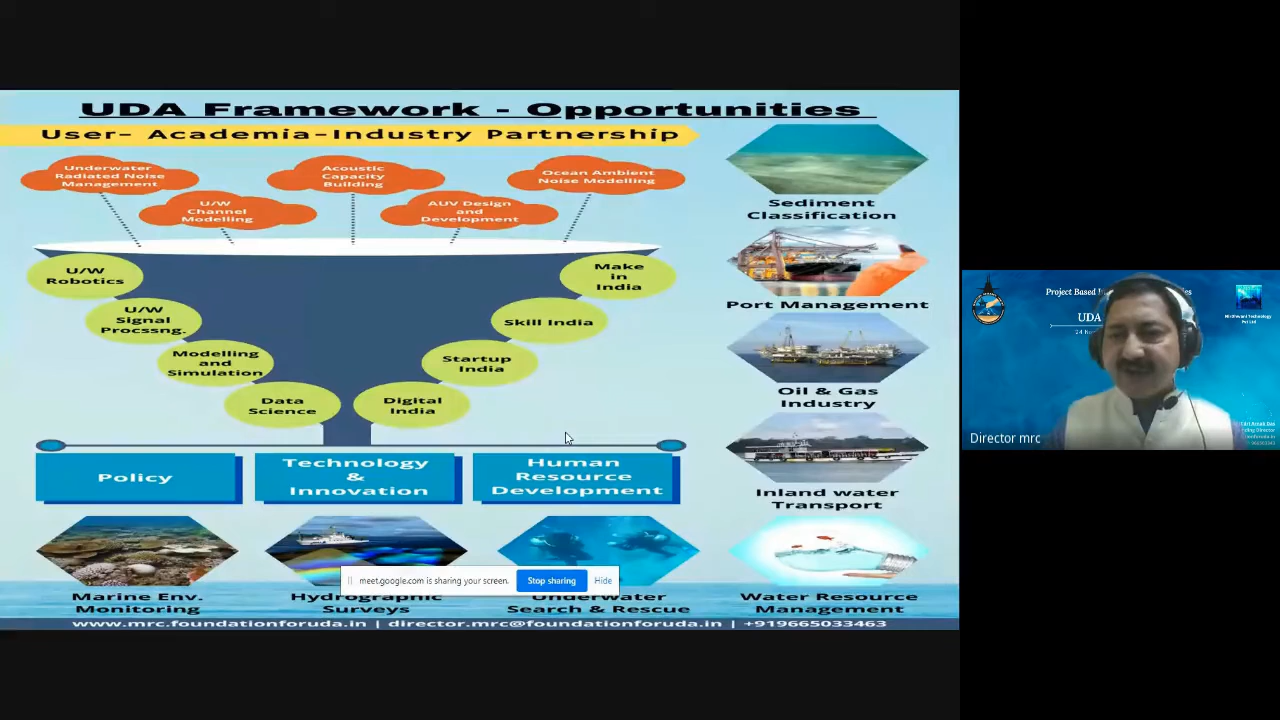 UDA Framework - Opportunities
User- Academia-Industry Partnership
Underwater
Radiated Noise
Management
Acoustic
Capacity
Building
Ocean Ambient
Noise Modelling
U/W
Channel
Modelling
AUV Design
and
Development
U/W
Robotics
Make
in
India
U/W
Signal
Procssng.
Skill India
Modelling
and
Simulation
Startup
India
Data
Science
Digital
India
Policy
Technology
&
Innovation
Human
Resource
Development
Sediment
Classification
Port Management
Oil & Gas
Industry
Inland water
Transport
Water Resource
Management
Marine Env.
Monitoring
Hydrographic
Surveys
Underwater
Search & Rescue
meet.google.com is sharing your screen.
Stop sharing
Hide
www.mrc.foundationforuda.in | director.mrc@foundationforuda.in | +919665033463
Project Based
UDA
Director mrc